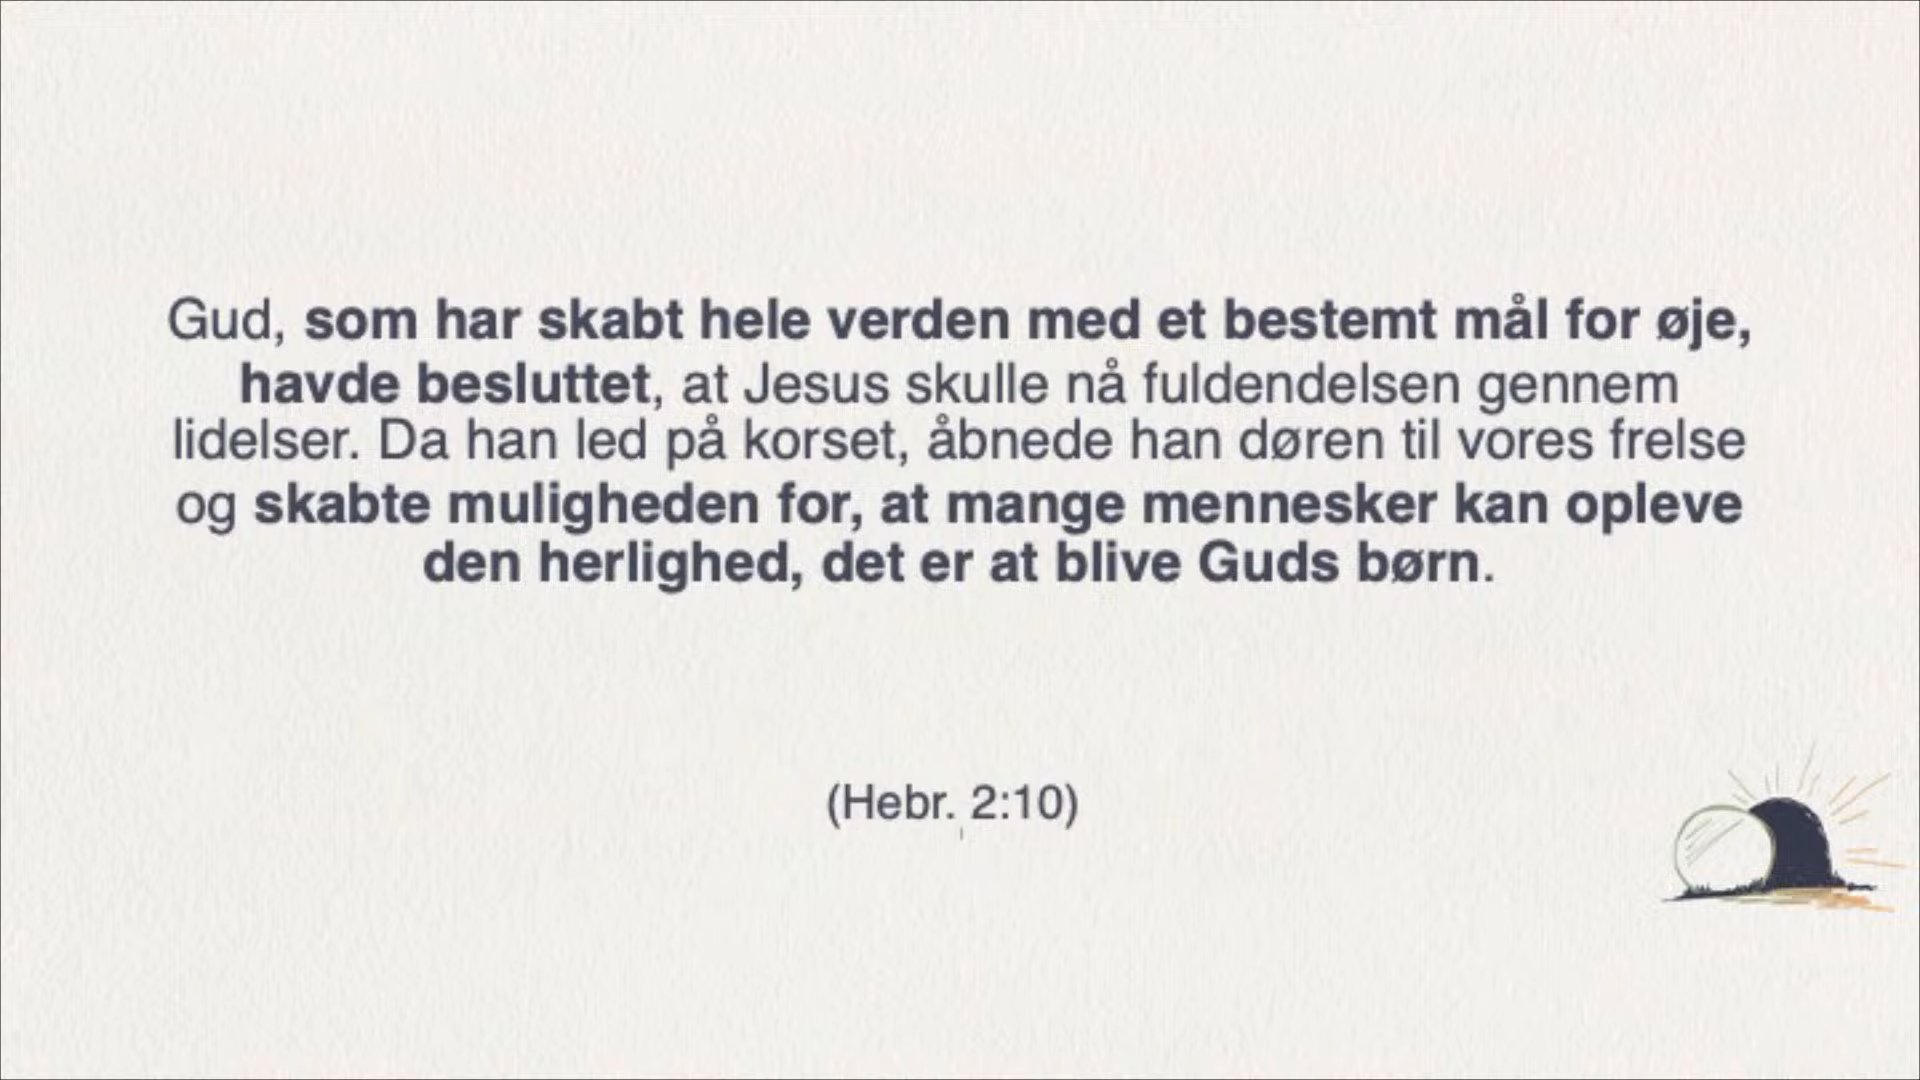 Gud, som har skabt hele verden med et bestemt mål for øje,
havde besluttet, at Jesus skulle nå fuldendelsen gennem
lidelser. Da han led på korset, åbnede han døren til vores frelse
og skabte muligheden for, at mange mennesker kan opleve
den herlighed, det er at blive Guds børn.
(Hebr. 2:10)